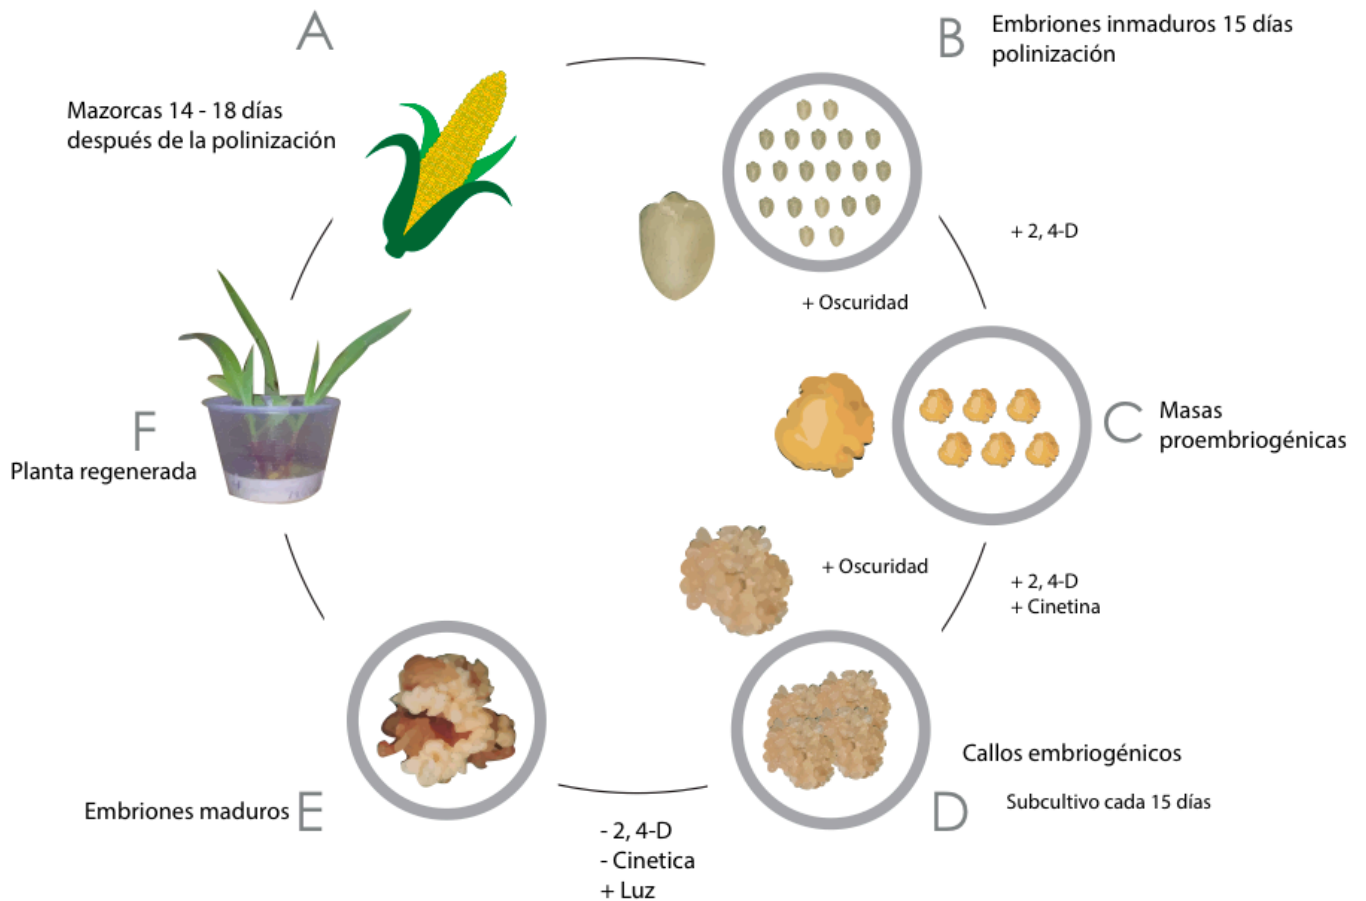 A
Mazorcas 14 - 18 días
después de la polinización
B
Embriones inmaduros 15 días
polinización
+ 2, 4-D
+ Oscuridad
C
Masas
proembriogénicas
+ Oscuridad
+ 2, 4-D
+ Cinetina
Callos embriogénicos
D
Subcultivo cada 15 días
- 2, 4-D
- Cinetica
+ Luz
Embriones maduros
E
F
Planta regenerada